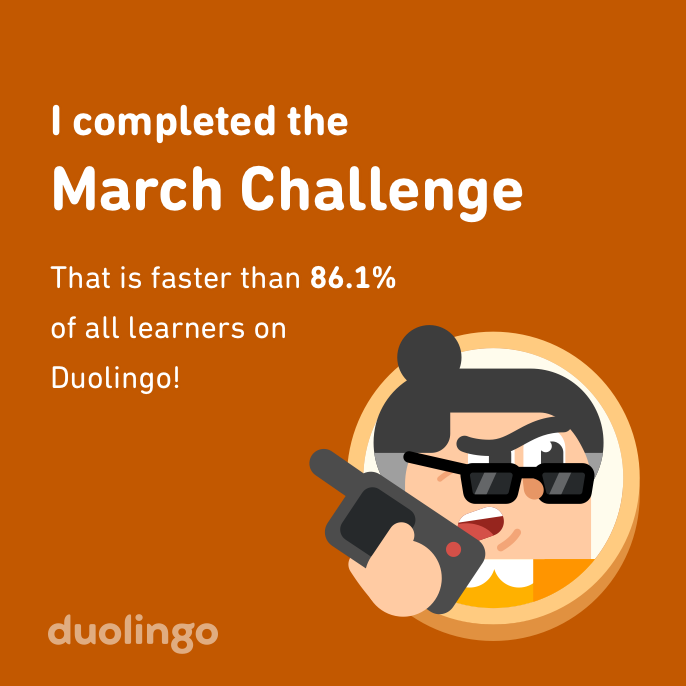 I completed the
March Challenge
That is faster than 86.1%
of all learners on
Duolingo!
duolingo